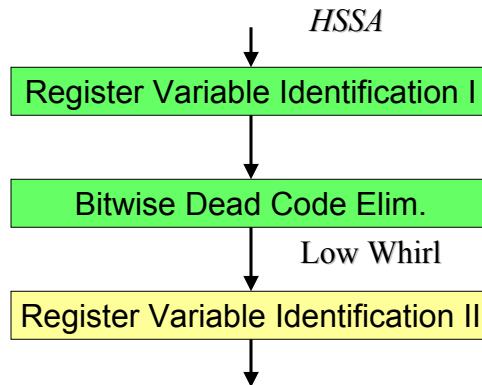 HSSA
Register Variable Identification I
Bitwise Dead Code Elim.
Low Whirl
Register Variable Identification II